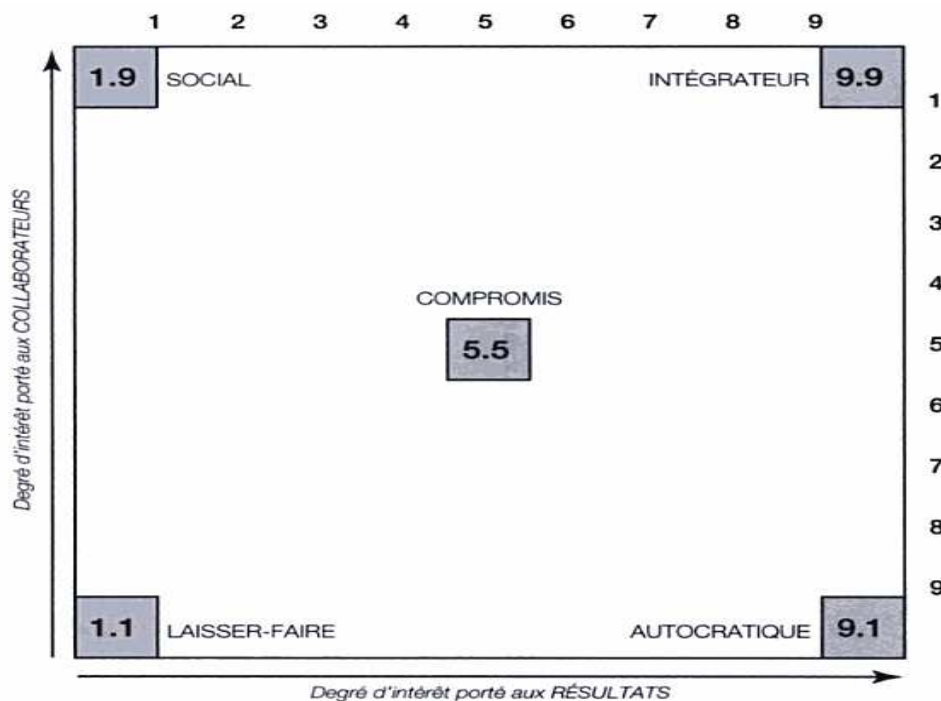 1 2 3 4 5 6 7 8 9
1.9 SOCIAL INTÉGRATEUR 9.9
1
2
3
Degré d'intérêt porté aux COLLABORATEURS
4
COMPROMIS
5.5
5
6
7
8
9
1.1 LAISSER-FAIRE AUTOCRATIQUE 9.1
Degré d'intérêt porté aux RÉSULTATS